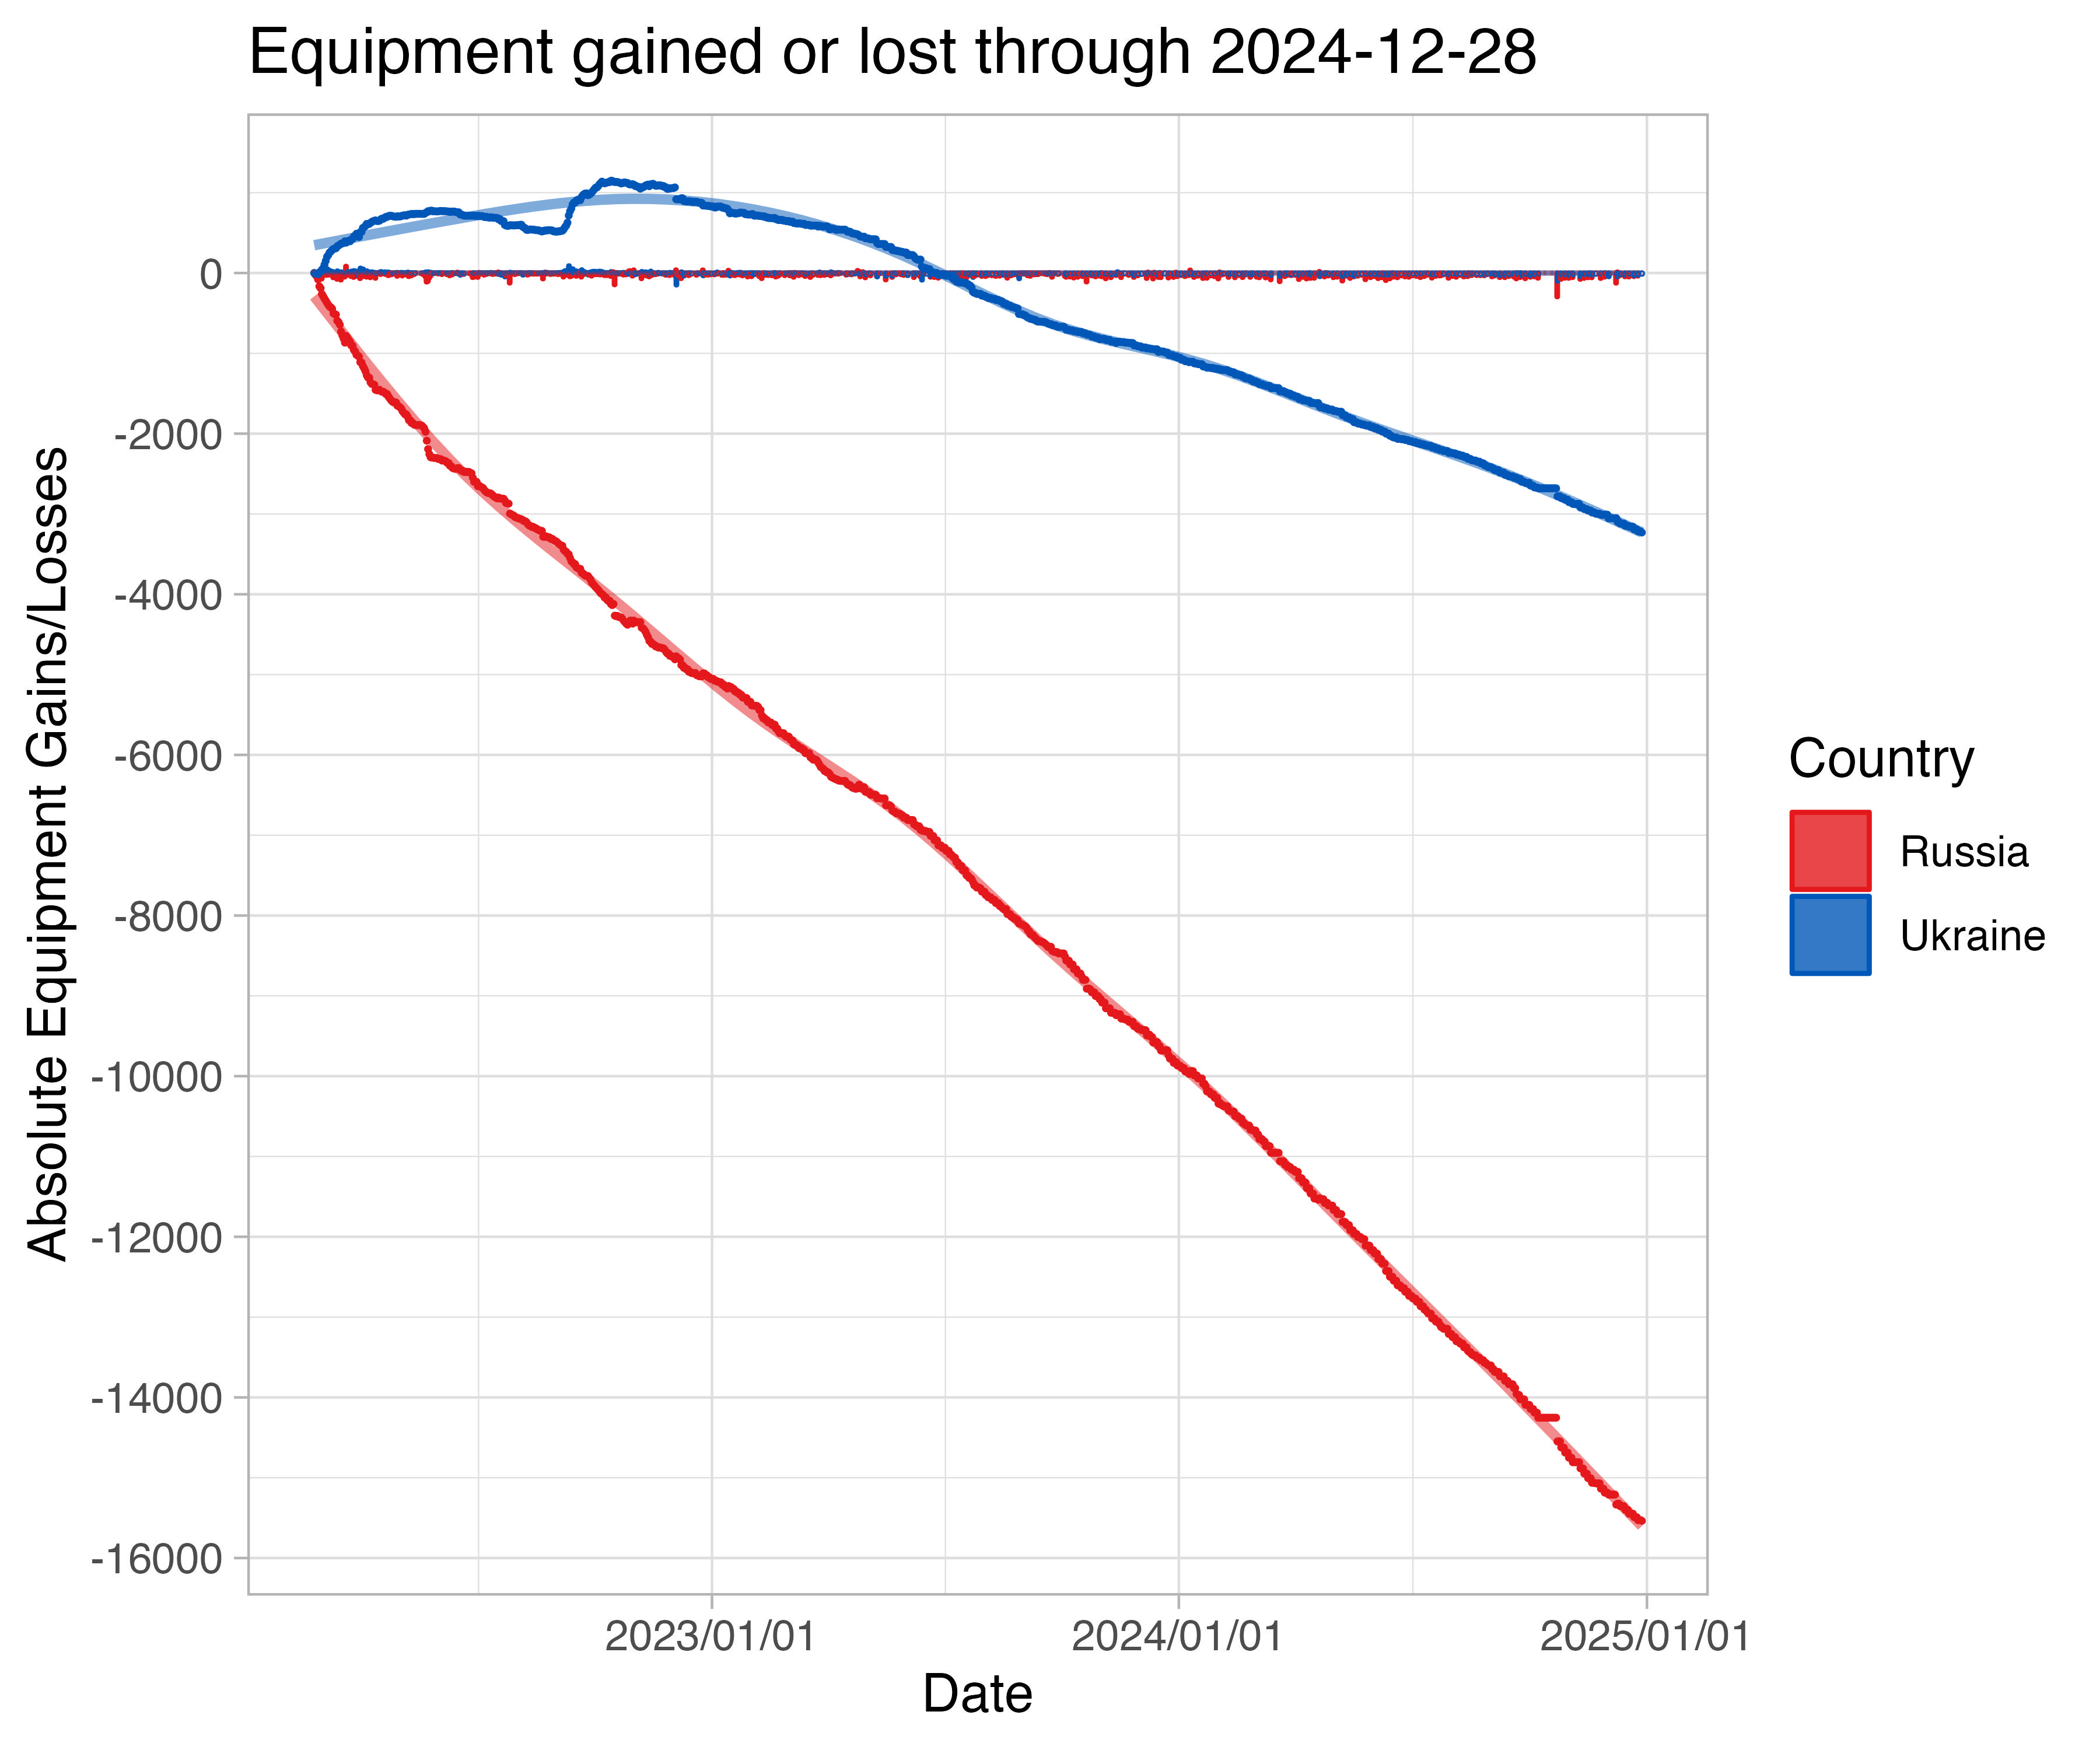 Equipment gained or lost through 2024-12-28
Absolute Equipment Gains/Losses
0
-2000
-4000
-6000
-8000
-10000
-12000
-14000
-16000
2023/01/01
2024/01/01
2025/01/01
Date
Country
Russia
Ukraine